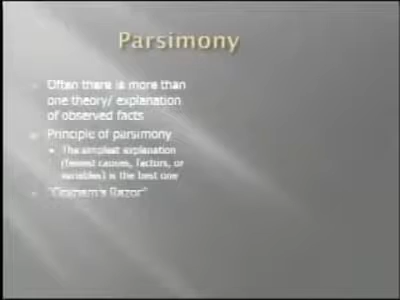 Parsimony
Often there is more than
one theory/ explanation
of observed facts
Principle of parsimony
The simplest explanation
(fewest causes, factors, or
variables) is the best one
"Occham's Razor"